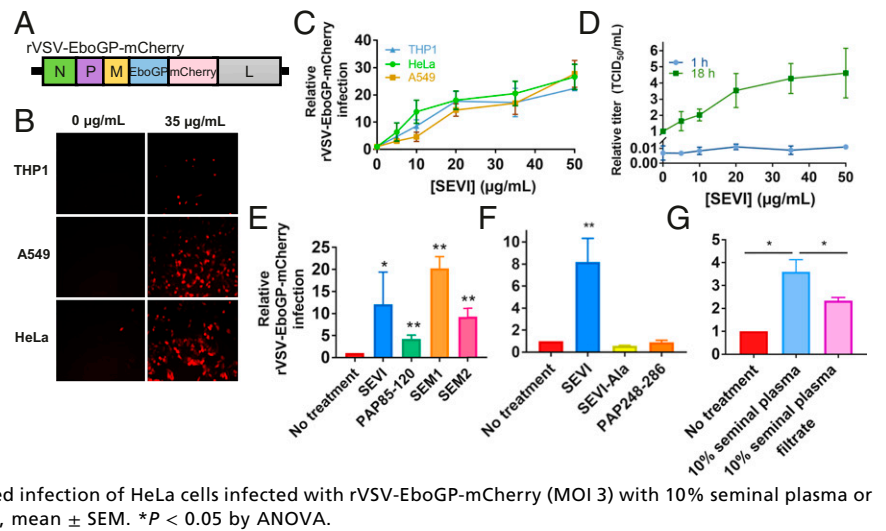 A
rVSV-EboGP-mCherry
N P M EboGP mCherry L
B
0 µg/mL 35 µg/mL
THP1
A549
HeLa
C
Relative
rVSV-EboGP-mCherry
infection
40
30
20
10
0
THP1
HeLa
A549
0 10 20 30 40 50
[SEVI] (µg/mL)
D
Relative titer (TCID50/mL)
6
5
4
3
2
1
0.01
0.00
1 h
18 h
0 10 20 30 40 50
[SEVI] (µg/mL)
E
Relative
rVSV-EboGP-mCherry
infection
25
20
15
10
5
0
*
**
**
**
No treatment
SEVI
PAP85-120
SEM1
SEM2
F
10
8
6
4
2
0
**
No treatment
SEVI
SEVI-Ala
PAP248-286
G
5
4
3
2
1
0
* *
No treatment
10% seminal plasma
10% seminal plasma
filtrate
ed infection of HeLa cells infected with rVSV-EboGP-mCherry (MOI 3) with 10% seminal plasma or
, mean ± SEM. *P < 0.05 by ANOVA.